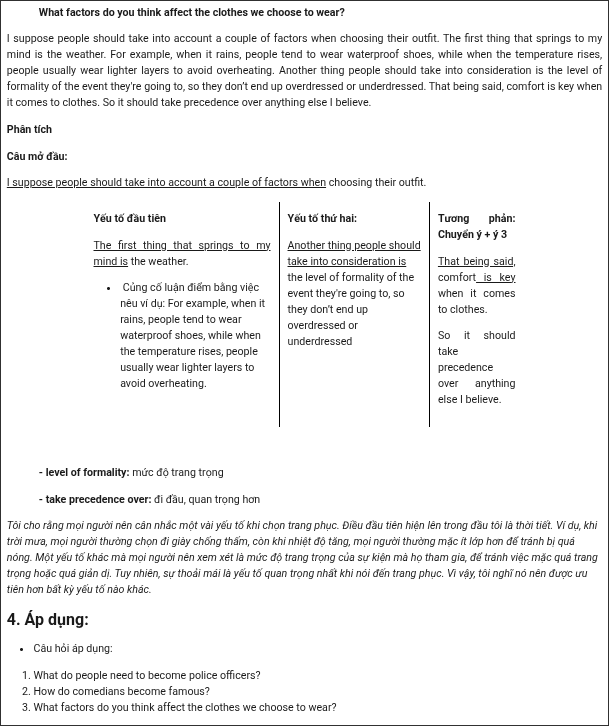 What factors do you think affect the clothes we choose to wear?
I suppose people should take into account a couple of factors when choosing their outfit. The first thing that springs to my
mind is the weather. For example, when it rains, people tend to wear waterproof shoes, while when the temperature rises,
people usually wear lighter layers to avoid overheating. Another thing people should take into consideration is the level of
formality of the event they're going to, so they don't end up overdressed or underdressed. That being said, comfort is key when
it comes to clothes. So it should take precedence over anything else I believe.
Phân tích
Câu mở đầu:
I suppose people should take into account a couple of factors when choosing their outfit.
Yếu tố đầu tiên
The first thing that springs to my
mind is the weather.
• Củng cố luận điểm bằng việc
nêu ví dụ: For example, when it
rains, people tend to wear
waterproof shoes, while when
the temperature rises, people
usually wear lighter layers to
avoid overheating.
Yếu tố thứ hai:
Another thing people should
take into consideration is
the level of formality of the
event they're going to, so
they don't end up
overdressed or
underdressed
Tương phản:
Chuyển ý + ý 3
That being said,
comfort is key
when it comes
to clothes.
So it should
take
precedence
over anything
else I believe.
- level of formality: mức độ trang trọng
- take precedence over: đi đầu, quan trọng hơn
Tôi cho rằng mọi người nên cân nhắc một vài yếu tố khi chọn trang phục. Điều đầu tiên hiện lên trong đầu tôi là thời tiết. Ví dụ, khi
trời mưa, mọi người thường chọn đi giày chống thấm, còn khi nhiệt độ tăng, mọi người thường mặc ít lớp hơn để tránh bị quá
nóng. Một yếu tố khác mà mọi người nên xem xét là mức độ trang trọng của sự kiện mà họ tham gia, để tránh việc mặc quá trang
trọng hoặc quá giản dị. Tuy nhiên, sự thoải mái là yếu tố quan trọng nhất khi nói đến trang phục. Vì vậy, tôi nghĩ nó nên được ưu
tiên hơn bất kỳ yếu tố nào khác.
4. Áp dụng:
• Câu hỏi áp dụng:
1. What do people need to become police officers?
2. How do comedians become famous?
3. What factors do you think affect the clothes we choose to wear?